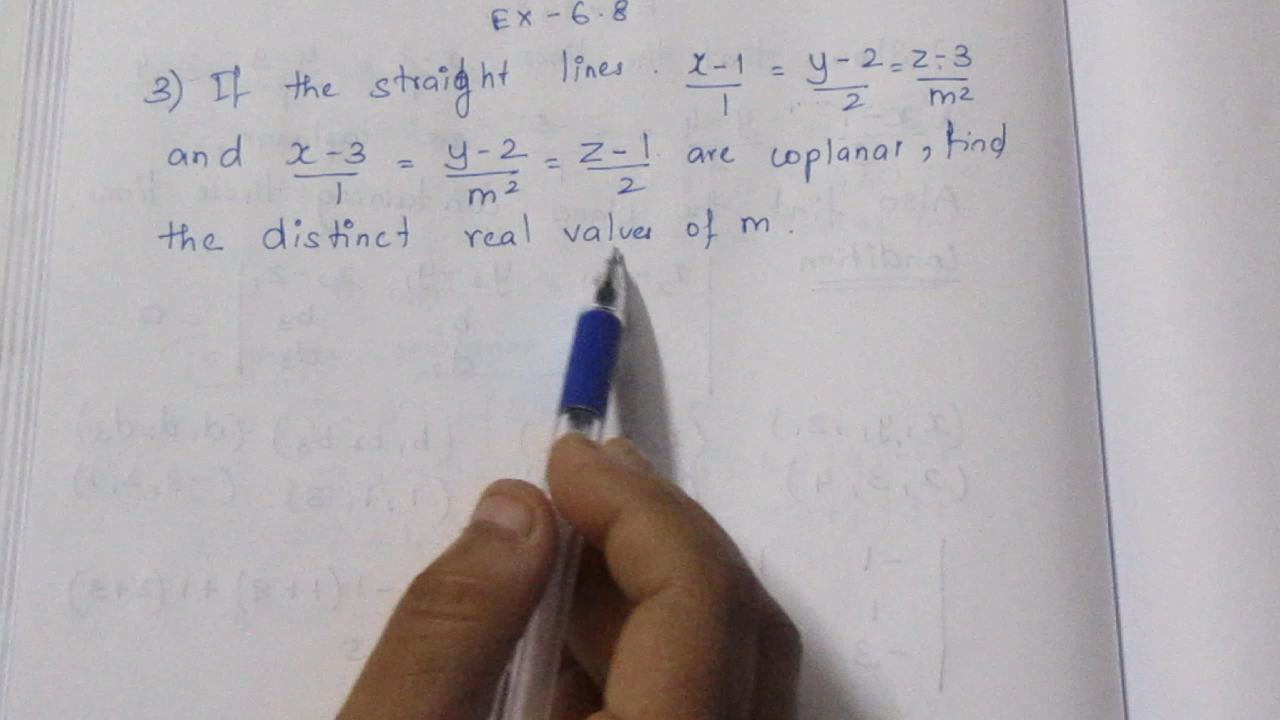 EX - 6.8
3) If the straight lines. x-1/1 = y-2/2 = z-3/m²
and x-3/1 = y-2/m² = z-1/2 are coplanar, find
the distinct real values of m.